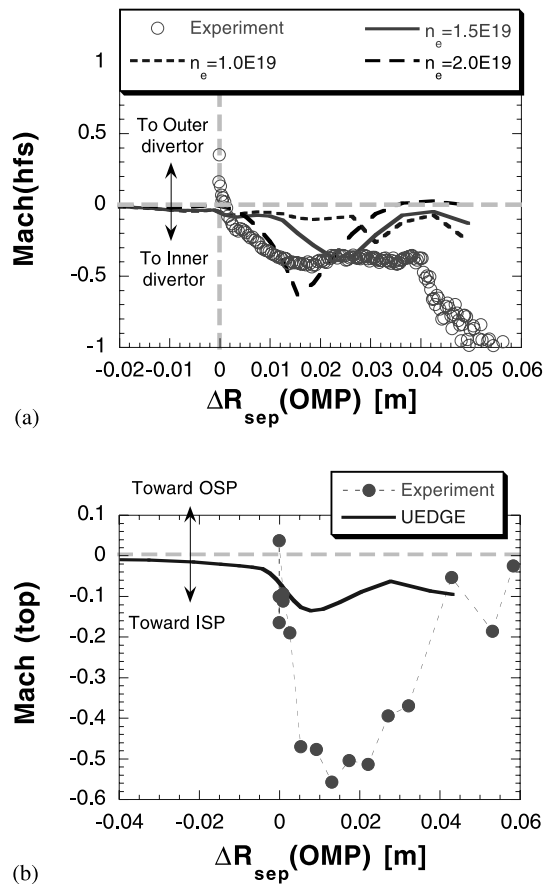 Experiment
n_e=1.5E19
n_e=1.0E19
n_e=2.0E19
1
0.5
0
-0.5
-1
Mach(hfs)
To Outer
divertor
To Inner
divertor
-0.02 -0.01 0 0.01 0.02 0.03 0.04 0.05 0.06
ΔR_sep(OMP) [m]
(a)
Toward OSP
Experiment
UEDGE
0.1
0
-0.1
-0.2
-0.3
-0.4
-0.5
-0.6
Toward ISP
Mach (top)
-0.04 -0.02 0 0.02 0.04 0.06
ΔR_sep(OMP) [m]
(b)